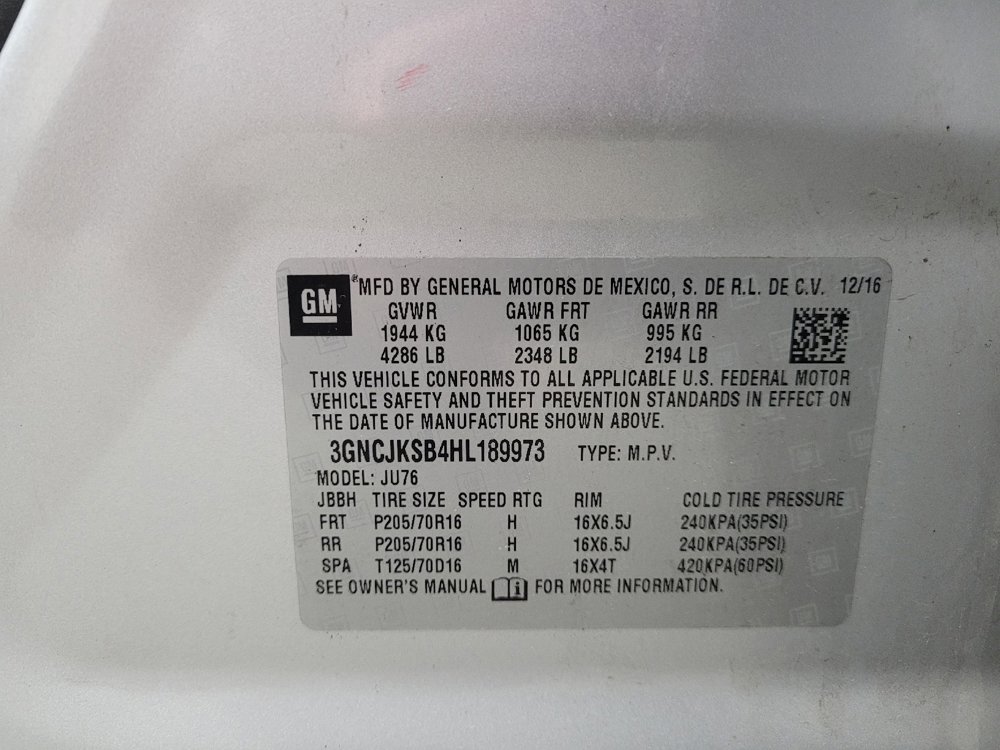 GM
®MFD BY GENERAL MOTORS DE MEXICO, S. DE R.L. DE C.V. 12/16
GVWR GAWR FRT GAWR RR
1944 KG 1065 KG 995 KG
4286 LB 2348 LB 2194 LB
THIS VEHICLE CONFORMS TO ALL APPLICABLE U.S. FEDERAL MOTOR
VEHICLE SAFETY AND THEFT PREVENTION STANDARDS IN EFFECT ON
THE DATE OF MANUFACTURE SHOWN ABOVE.
3GNCJKSB4HL189973 TYPE: M.P.V.
MODEL: JU76
JBBH TIRE SIZE SPEED RTG RIM COLD TIRE PRESSURE
FRT P205/70R16 H 16X6.5J 240KPA(35PSI)
RR P205/70R16 H 16X6.5J 240KPA(35PSI)
SPA T125/70D16 M 16X4T 420KPA(60PSI)
SEE OWNER'S MANUAL FOR MORE INFORMATION.